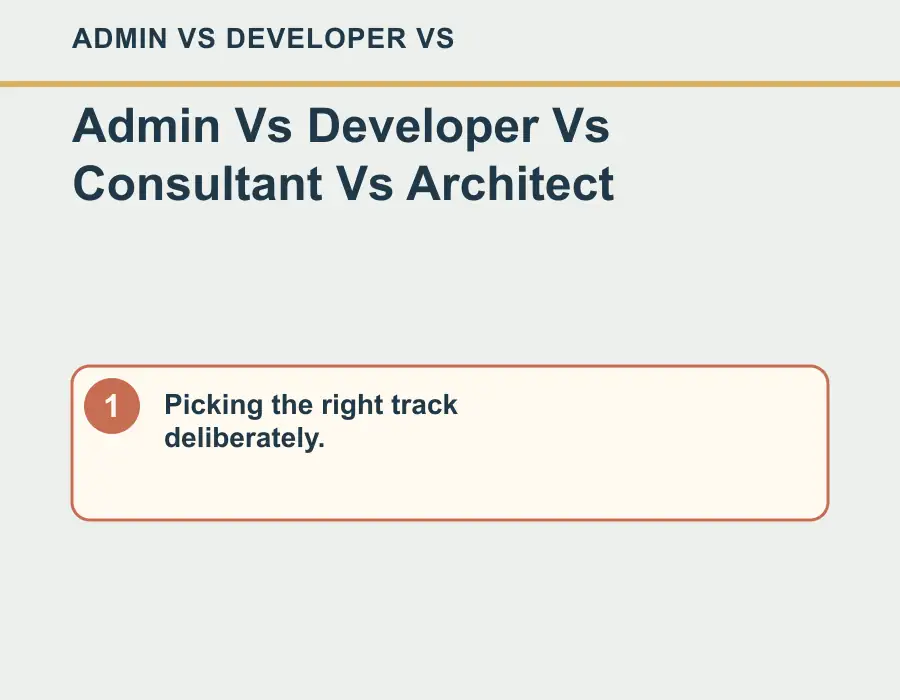 ADMIN VS DEVELOPER VS
Admin Vs Developer Vs
Consultant Vs Architect
1
Picking the right track
deliberately.